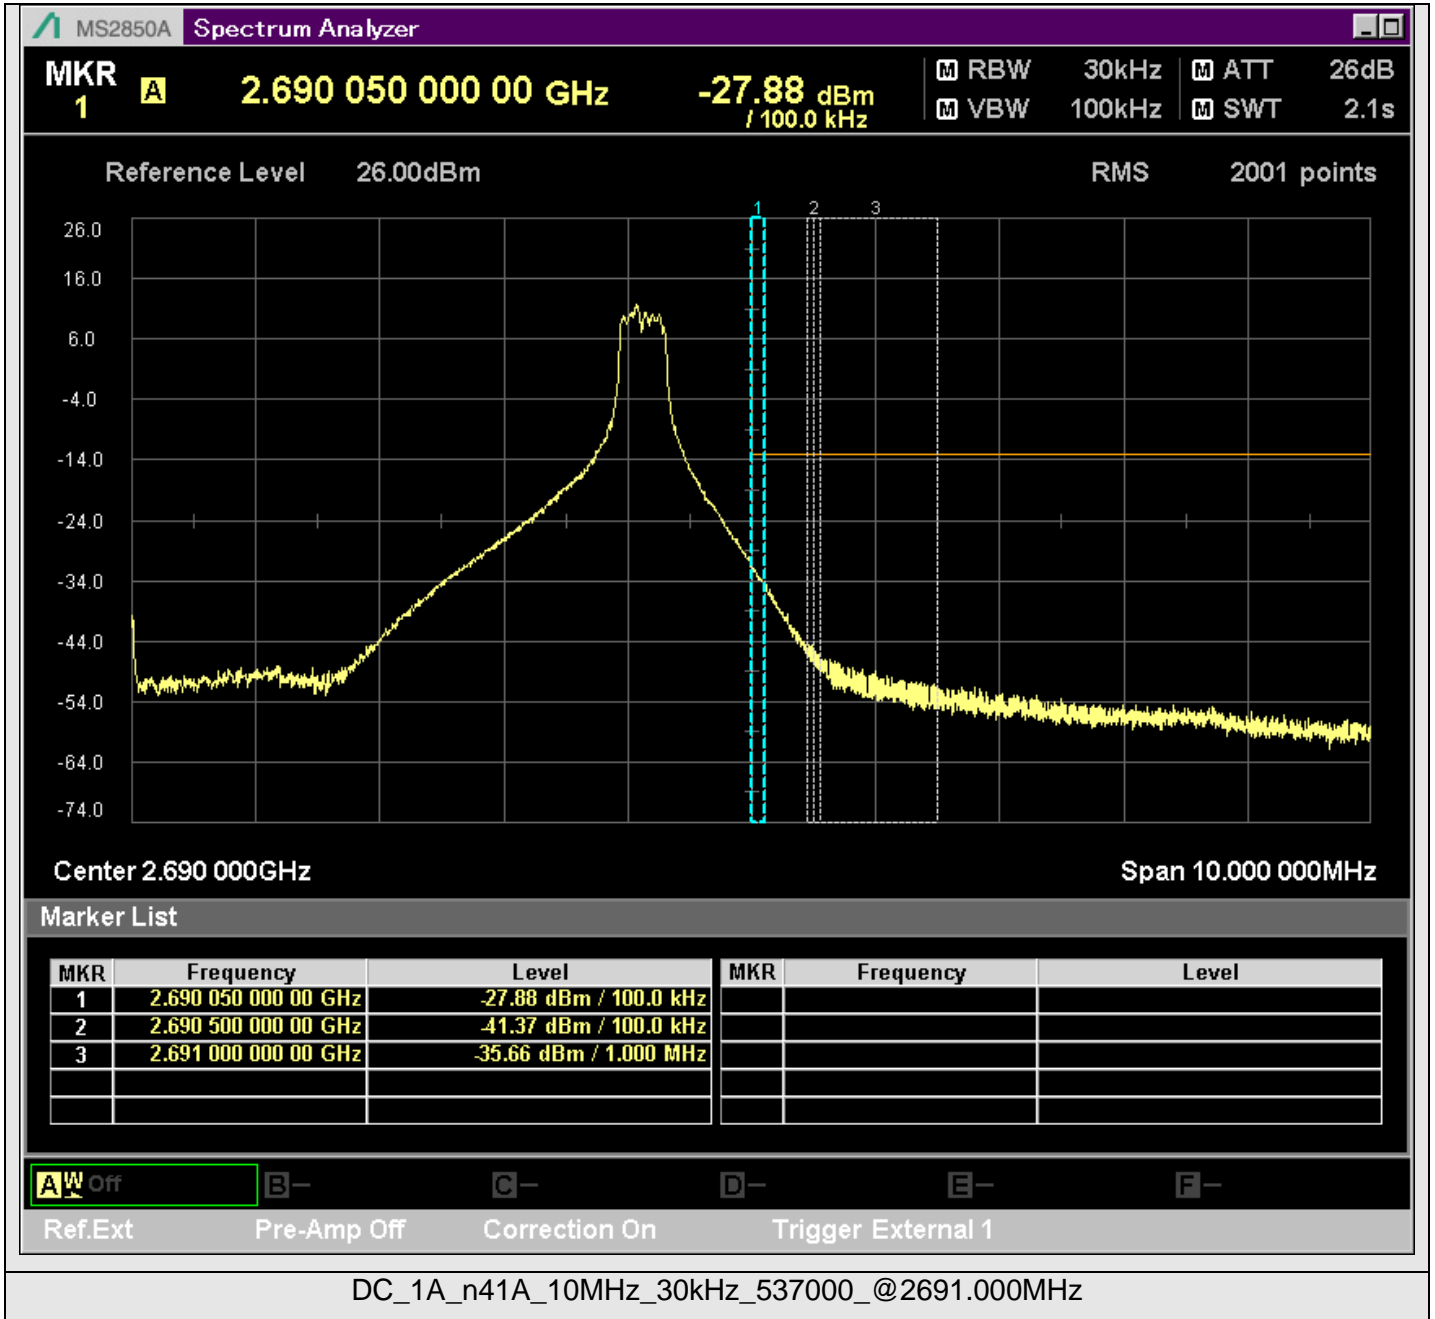 MS2850A Spectrum Analyzer
MKR 1 A 2.690 050 000 00 GHz -27.88 dBm / 100.0 kHz
M RBW 30kHz M ATT 26dB
M VBW 100kHz M SWT 2.1s
Reference Level 26.00dBm RMS 2001 points
1 2 3
26.0
16.0
6.0
-4.0
-14.0
-24.0
-34.0
-44.0
-54.0
-64.0
-74.0
Center 2.690 000GHz Span 10.000 000MHz
Marker List
MKR Frequency Level MKR Frequency Level
1 2.690 050 000 00 GHz -27.88 dBm / 100.0 kHz
2 2.690 500 000 00 GHz -41.37 dBm / 100.0 kHz
3 2.691 000 000 00 GHz -35.66 dBm / 1.000 MHz
A W Off B- C- D- E- F-
Ref.Ext Pre-Amp Off Correction On Trigger External 1
DC_1A_n41A_10MHz_30kHz_537000_@2691.000MHz